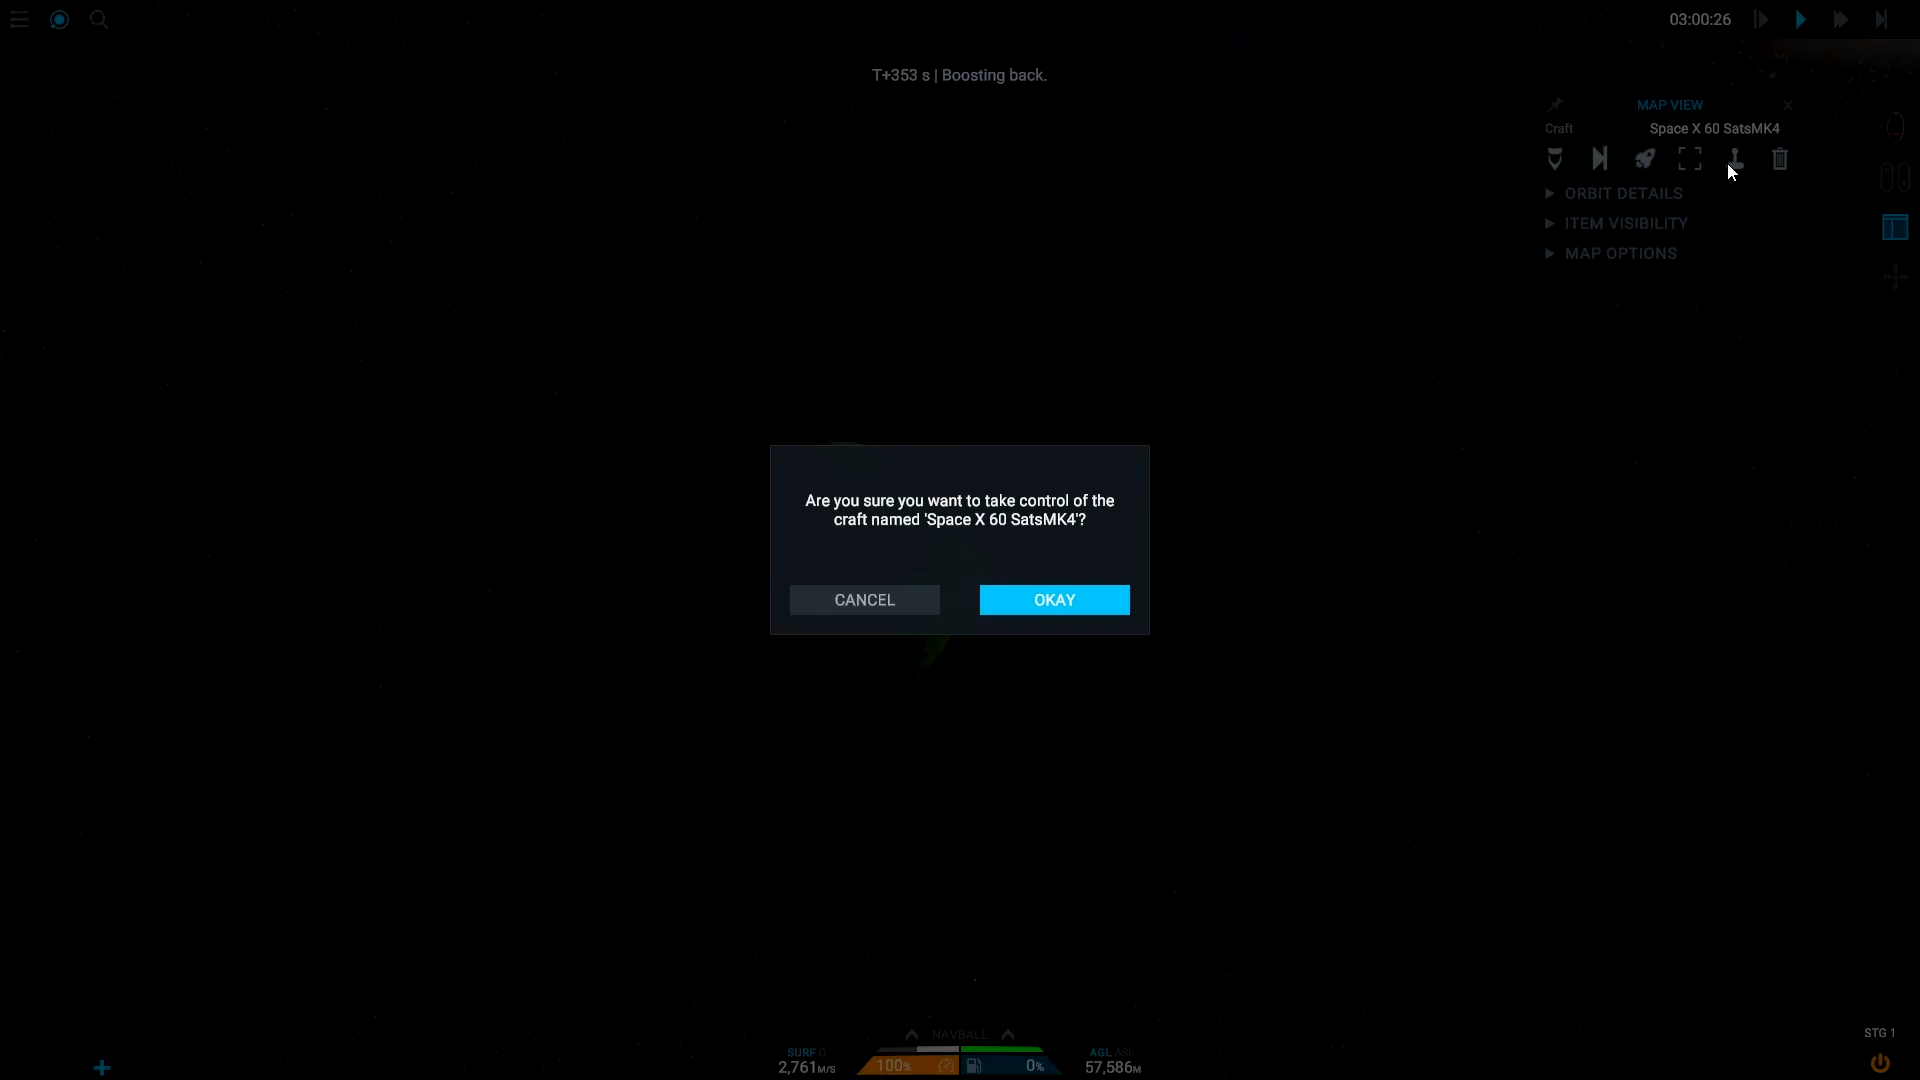 03:00:26
T+353 s | Boosting back.
MAP VIEW
Craft Space X 60 SatsMK4
ORBIT DETAILS
ITEM VISIBILITY
MAP OPTIONS
Are you sure you want to take control of the
craft named 'Space X 60 SatsMK4'?
CANCEL OKAY
NAVBALL
STG 1
SURF O AGL ASL
2,761M/S 100% 0% 57,586M